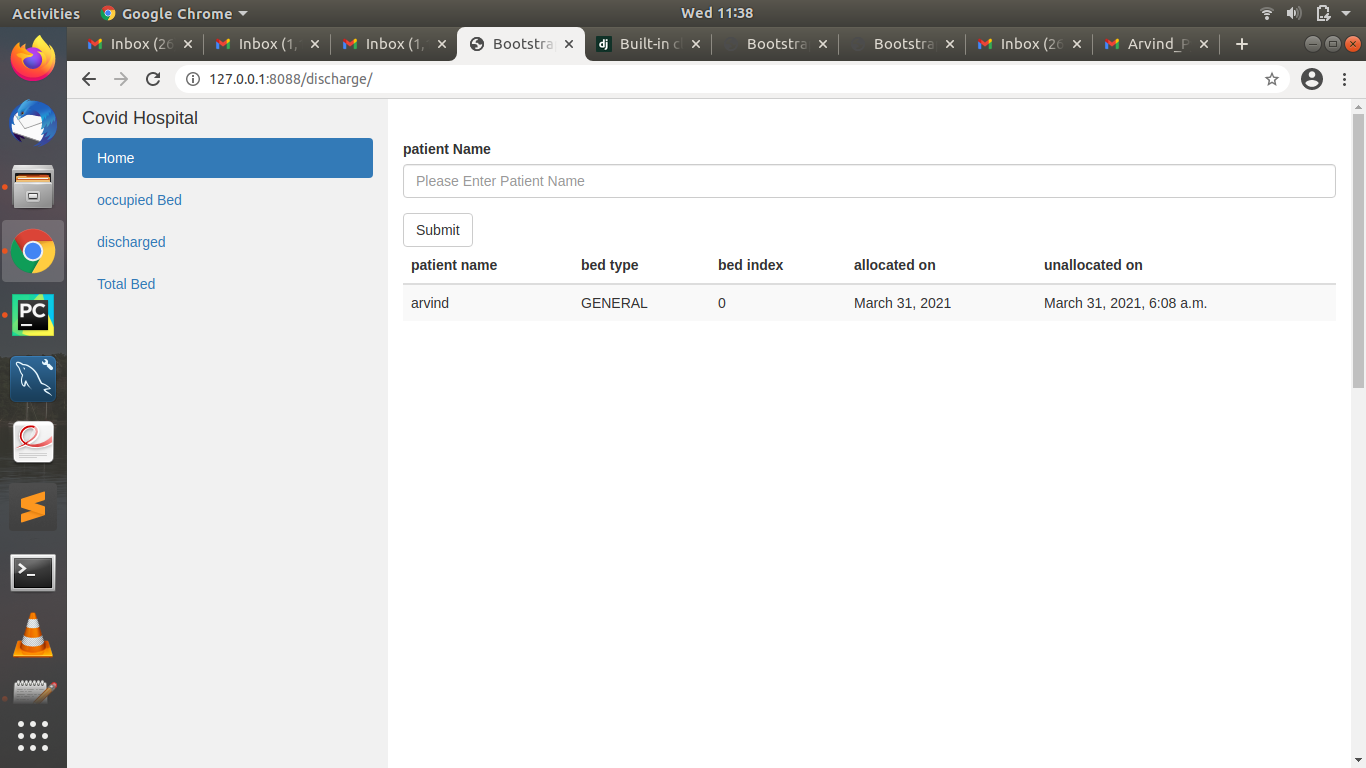 Activities Google Chrome Wed 11:38
Inbox (26 Inbox (1, Inbox (1, Bootstra Built-in c Bootstra Bootstra Inbox (26 Arvind_P
127.0.0.1:8088/discharge/
Covid Hospital
Home
occupied Bed
discharged
Total Bed
patient Name
Please Enter Patient Name
Submit
patient name bed type bed index allocated on unallocated on
arvind GENERAL 0 March 31, 2021 March 31, 2021, 6:08 a.m.
dj
PC